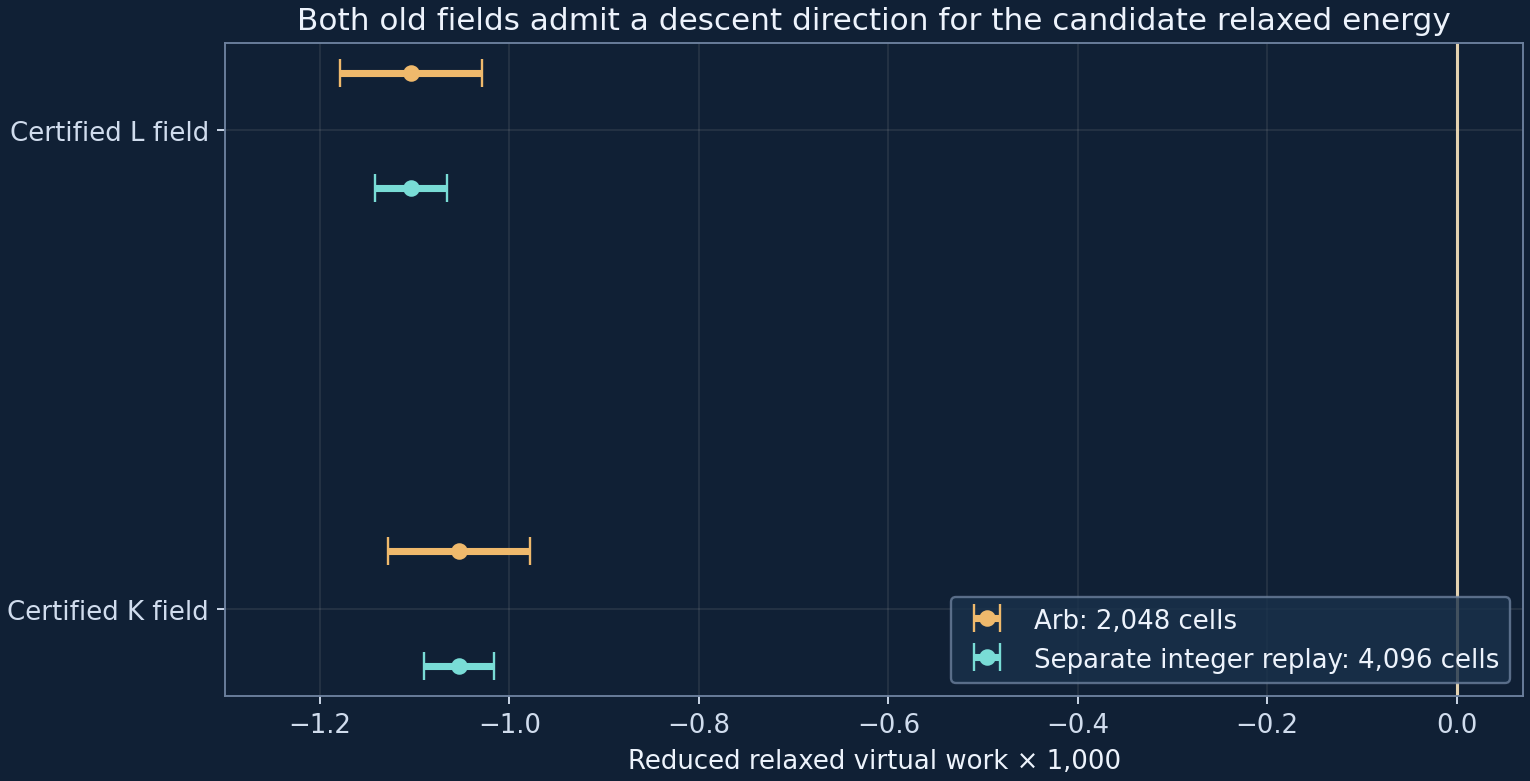 Both old fields admit a descent direction for the candidate relaxed energy
Certified L field
Certified K field
Arb: 2,048 cells
Separate integer replay: 4,096 cells
−1.2 −1.0 −0.8 −0.6 −0.4 −0.2 0.0
Reduced relaxed virtual work × 1,000